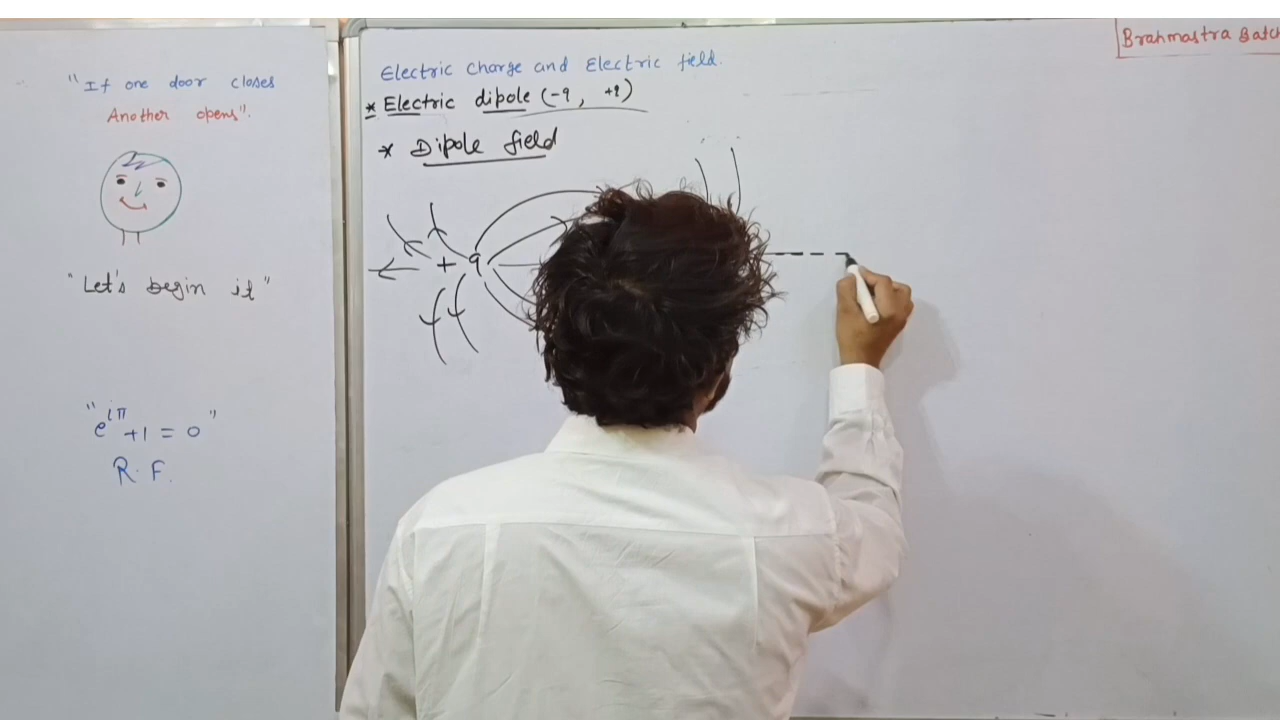 "If one door closes
Another opens".
"Let's begin it"
"e^iπ +1 = 0"
R. F.
Brahmastra Batch
Electric Charge and Electric field.
* Electric dipole (-q, +q)
* Dipole field
+ q